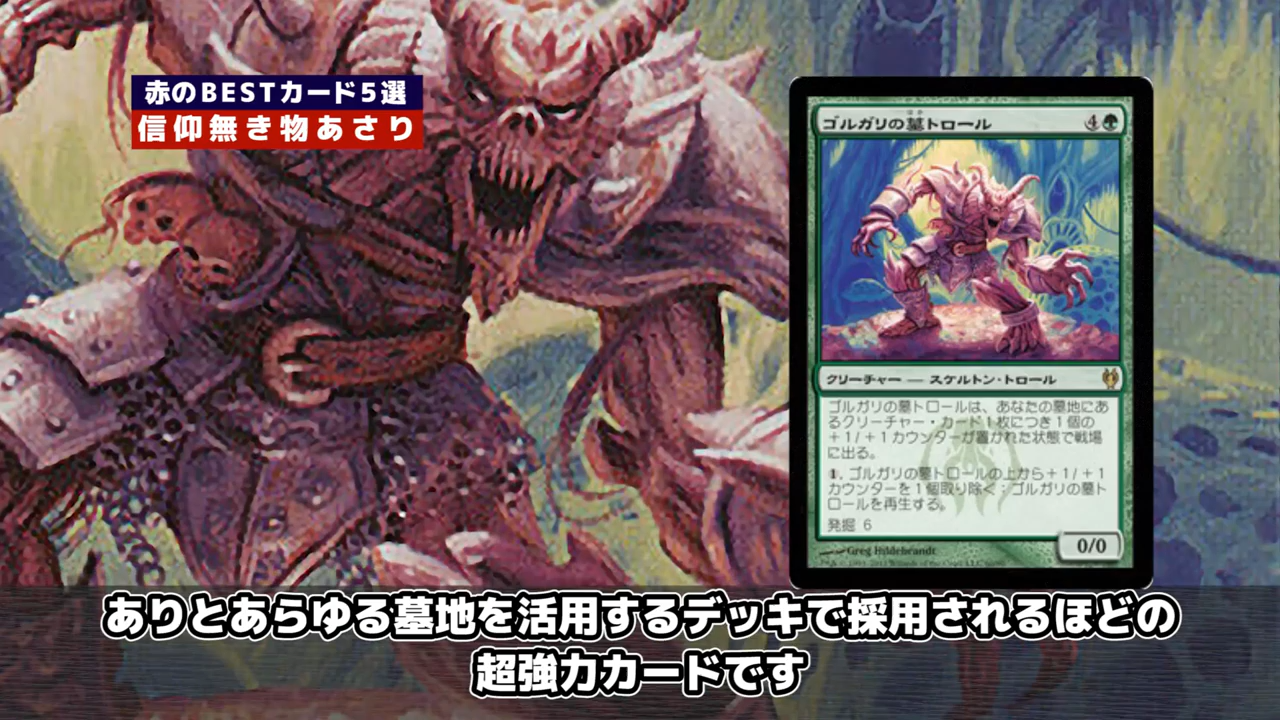 赤のBESTカード5選
信仰無き物あさり
ゴルガリの墓トロール
4
クリーチャー — スケルトン・トロール
ゴルガリの墓トロールは、あなたの墓地にあ
るクリーチャー・カード1枚につき1個の
+1/+1カウンターが置かれた状態で戦場
に出る。
1, ゴルガリの墓トロールの上から+1/+1
カウンターを1個取り除く:ゴルガリの墓ト
ロールを再生する。
発掘 6
Greg Hildebrandt
0/0
ありとあらゆる墓地を活用するデッキで採用されるほどの
超強力カードです